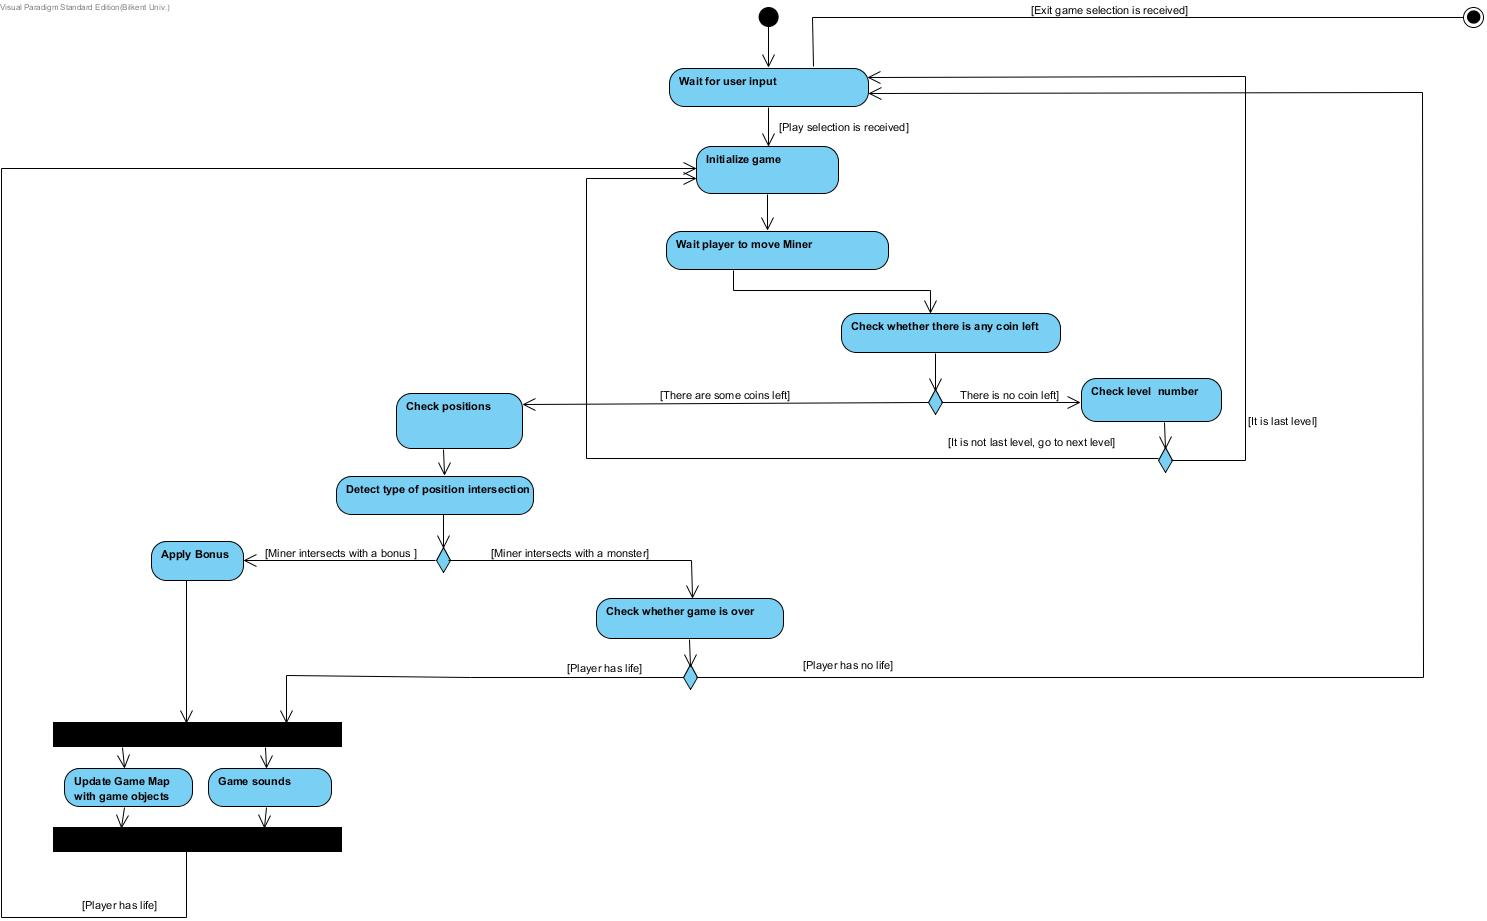 Visual Paradigm Standard Edition(Bilkent Univ.)
[Exit game selection is received]
Wait for user input
[Play selection is received]
Initialize game
Wait player to move Miner
Check whether there is any coin left
[There are some coins left]
There is no coin left]
Check level  number
Check positions
[It is last level]
[It is not last level, go to next level]
Detect type of position intersection
Apply Bonus
[Miner intersects with a bonus ]
[Miner intersects with a monster]
Check whether game is over
[Player has life]
[Player has no life]
Update Game Map
with game objects
Game sounds
[Player has life]